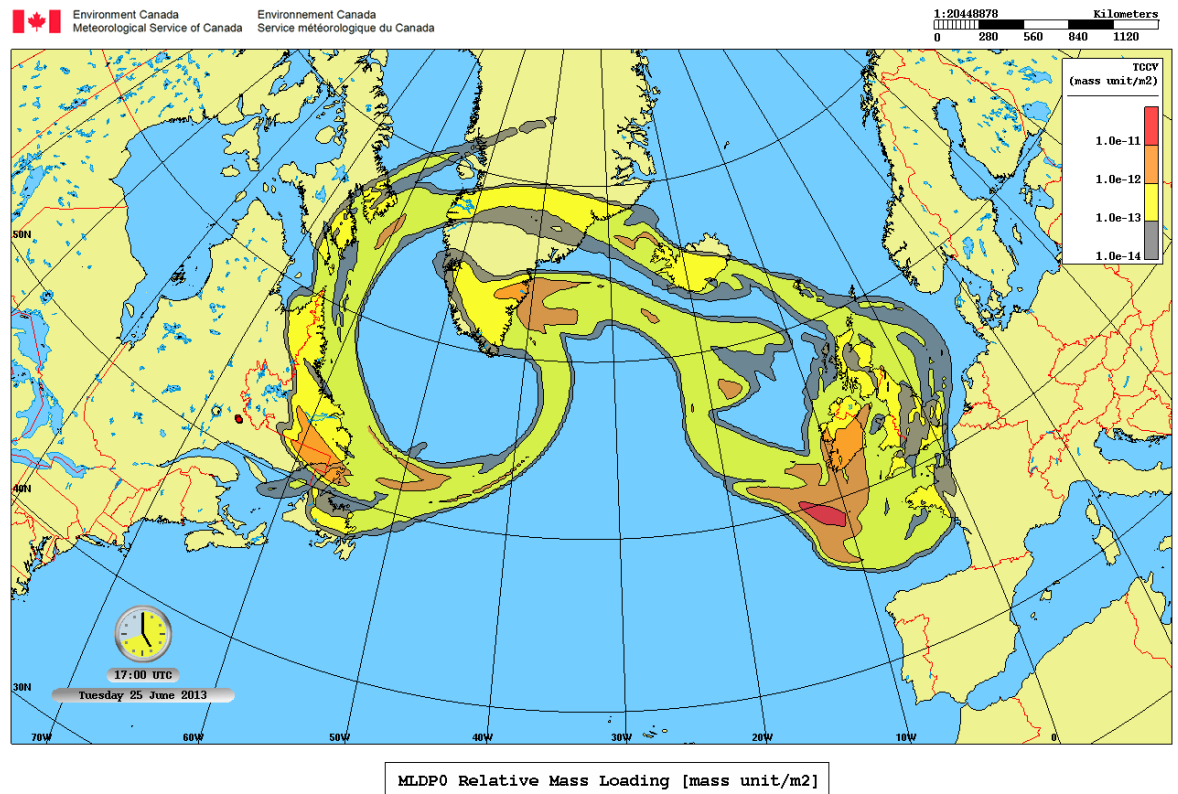 Environment Canada
Meteorological Service of Canada
Environnement Canada
Service météorologique du Canada
1:20448878 Kilometers
0 280 560 840 1120
TCCV
(mass unit/m2)
1.0e-11
1.0e-12
1.0e-13
1.0e-14
50N
40N
30N
17:00 UTC
Tuesday 25 June 2013
70W 60W 50W 40W 30W 20W 10W 0
MLDP0 Relative Mass Loading [mass unit/m2]